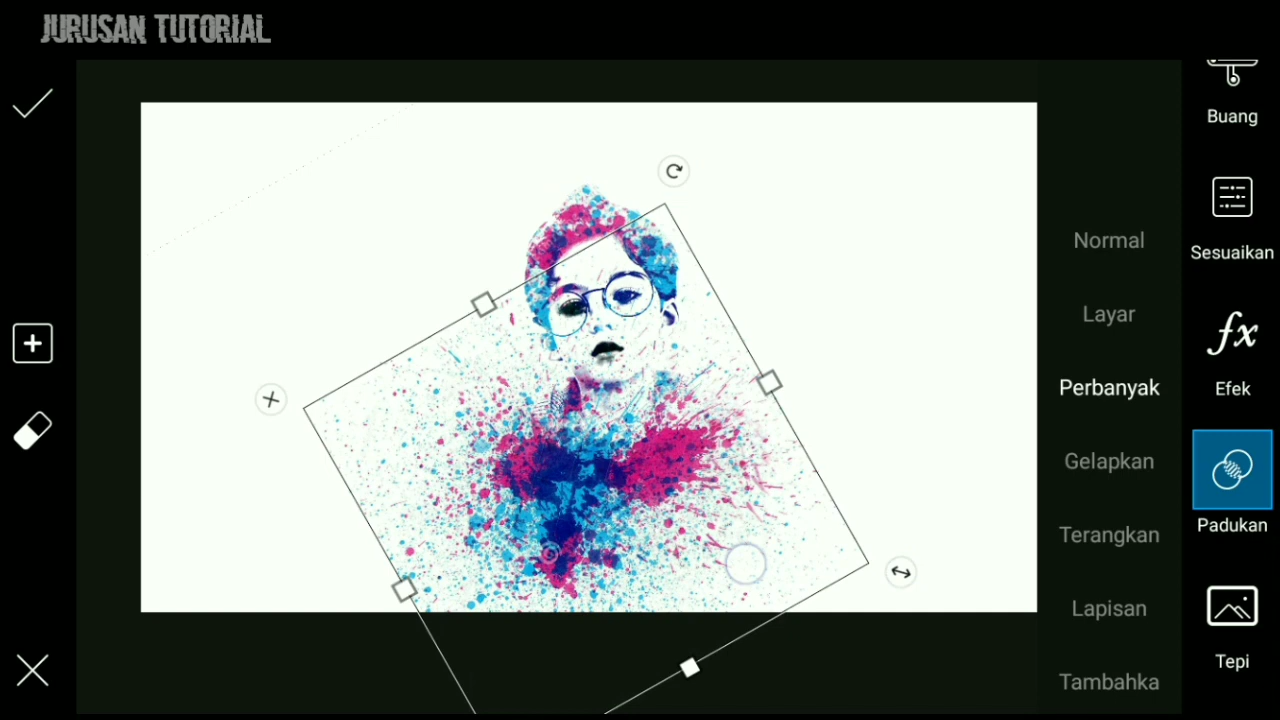 JURUSAN TUTORIAL
Buang
Sesuaikan
Efek
Padukan
Tepi
Normal
Layar
Perbanyak
Gelapkan
Terangkan
Lapisan
Tambahka